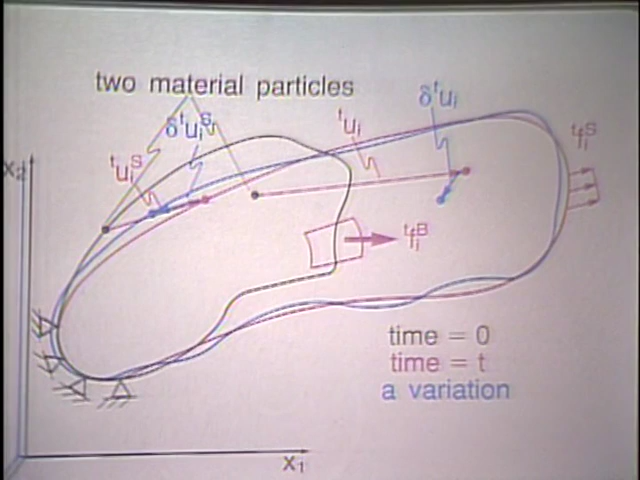 two material particles
δᵗuᵢ
δᵗuᵢˢ
ᵗuᵢ
ᵗfᵢˢ
x₂
ᵗuᵢˢ
ᵗfᵢᴮ
time = 0
time = t
a variation
x₁